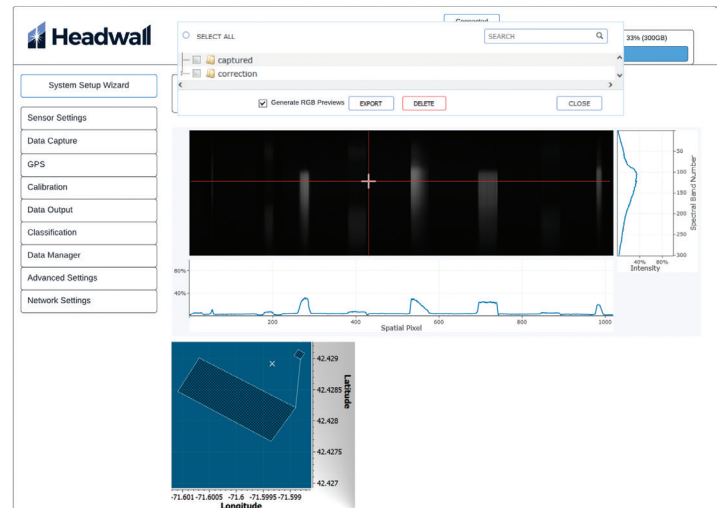 Headwall
Connected
SELECT ALL
SEARCH
33% (300GB)
captured
correction
Generate RGB Previews
EXPORT
DELETE
CLOSE
System Setup Wizard
Sensor Settings
Data Capture
GPS
Calibration
Data Output
Classification
Data Manager
Advanced Settings
Network Settings
50
100
150
200
250
300
Spectral Band Number
40% 80%
Intensity
80%
40%
200 400 600 800 1000
Spatial Pixel
42.429
42.4285
42.428
42.4275
42.427
Latitude
-71.601 -71.6005 -71.6 -71.5995 -71.599
Longitude